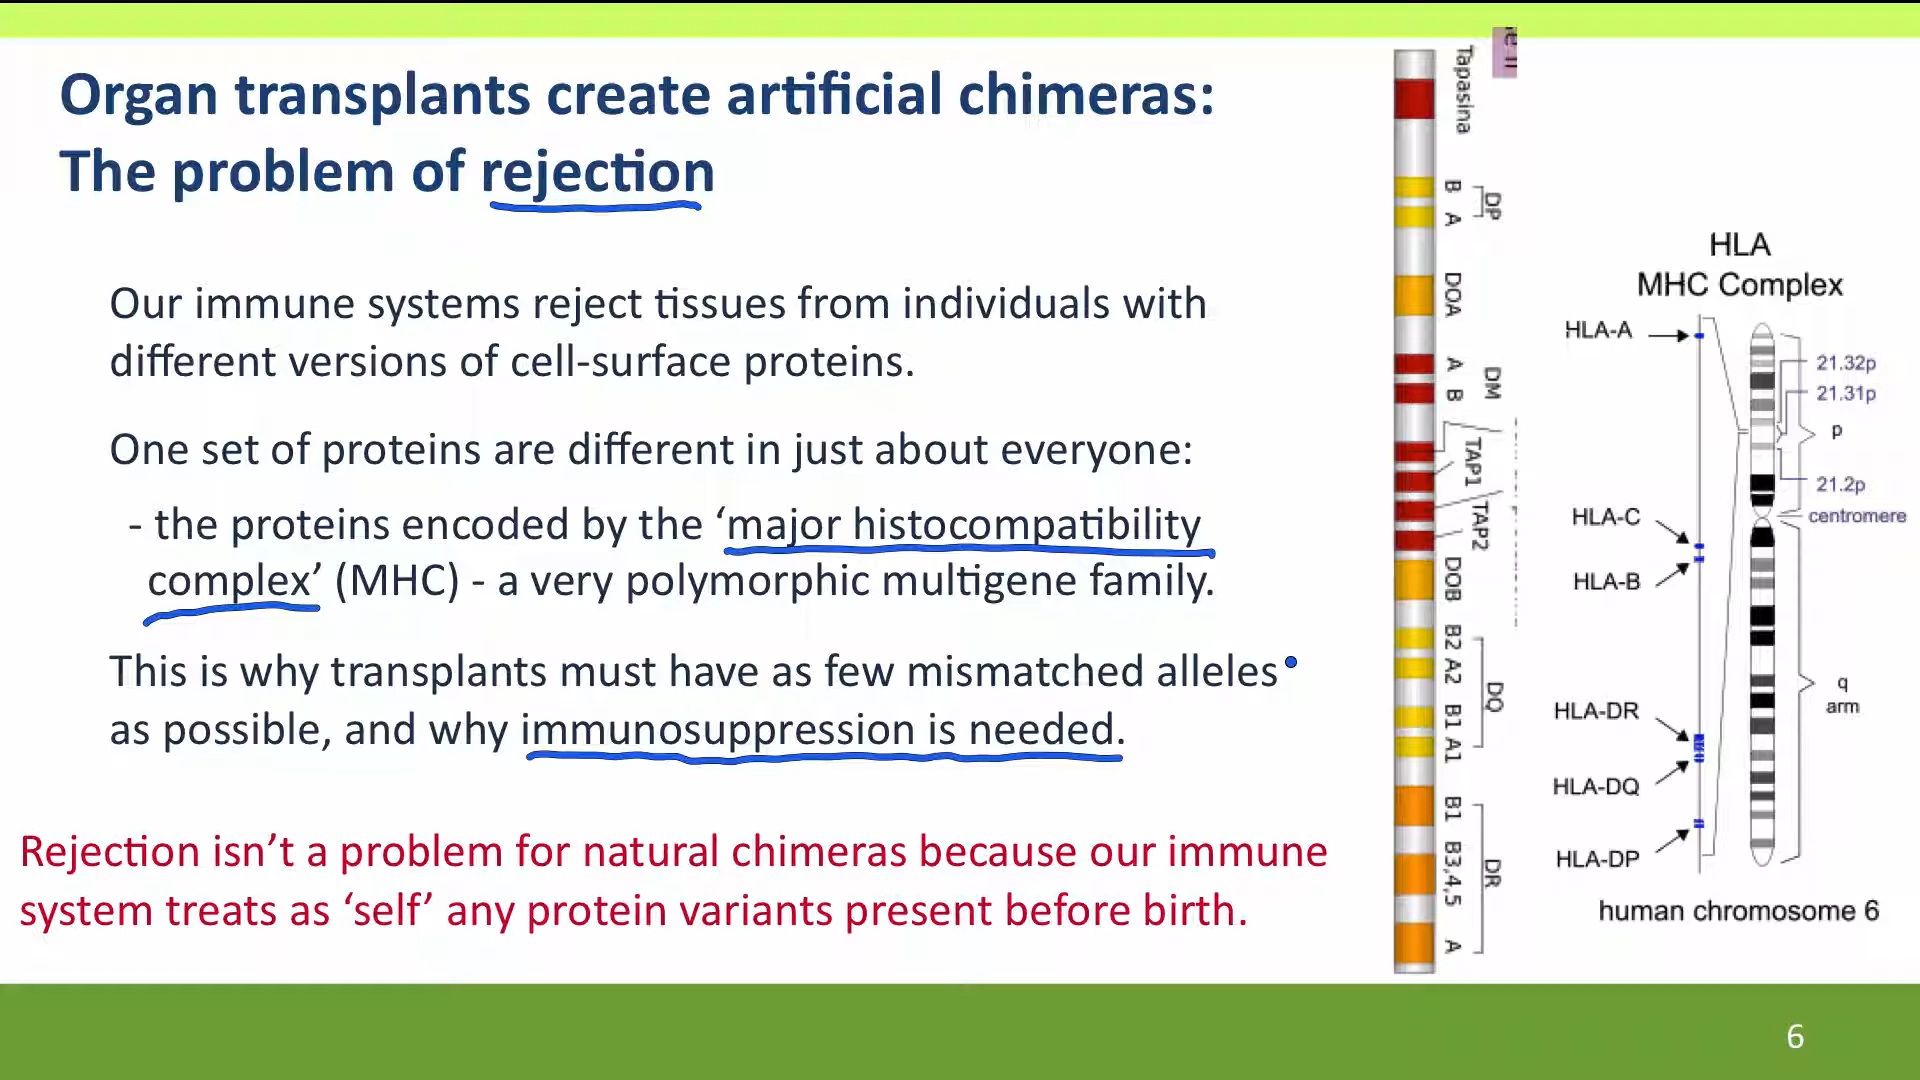 Organ transplants create artificial chimeras:
The problem of rejection
Our immune systems reject tissues from individuals with
different versions of cell-surface proteins.
One set of proteins are different in just about everyone:
- the proteins encoded by the ‘major histocompatibility
complex’ (MHC) - a very polymorphic multigene family.
This is why transplants must have as few mismatched alleles
as possible, and why immunosuppression is needed.
Rejection isn’t a problem for natural chimeras because our immune
system treats as ‘self’ any protein variants present before birth.
Tapasina
B
A
DP
DOA
A
B
DM
TAP1
TAP2
DOB
B2
A2
B1
A1
DQ
B1
B3,4,5
A
DR
HLA
MHC Complex
HLA-A
HLA-C
HLA-B
HLA-DR
HLA-DQ
HLA-DP
21.32p
21.31p
p
21.2p
centromere
q
arm
human chromosome 6
6